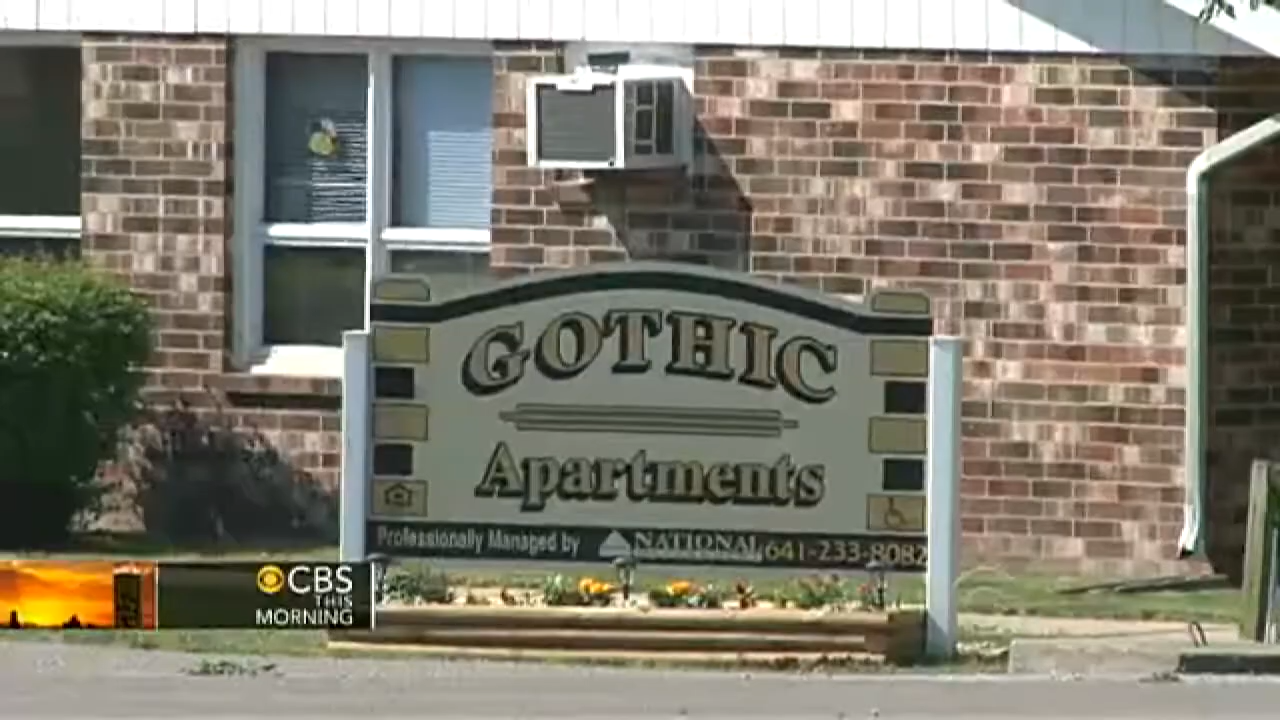 GOTHIC
Apartments
Professionally Managed by NATIONAL 641-233-8082
CBS
THIS
MORNING